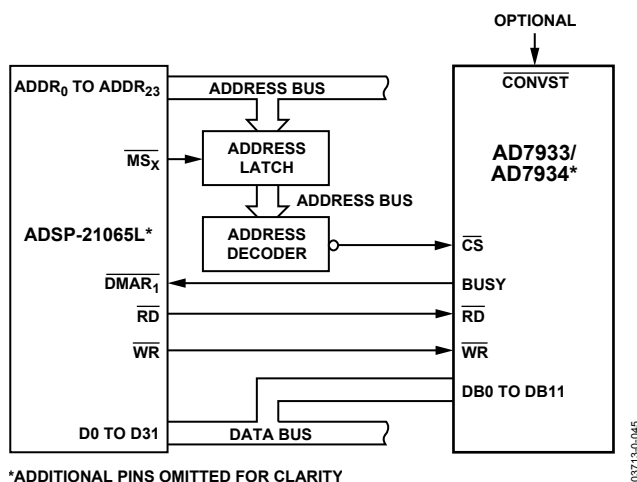 OPTIONAL
ADDR0 TO ADDR23
ADDRESS BUS
CONVST
MSX
ADDRESS
LATCH
AD7933/
AD7934*
ADDRESS BUS
ADSP-21065L*
ADDRESS
DECODER
CS
DMAR1
BUSY
RD
RD
WR
WR
DB0 TO DB11
D0 TO D31
DATA BUS
*ADDITIONAL PINS OMITTED FOR CLARITY
03713-0-045